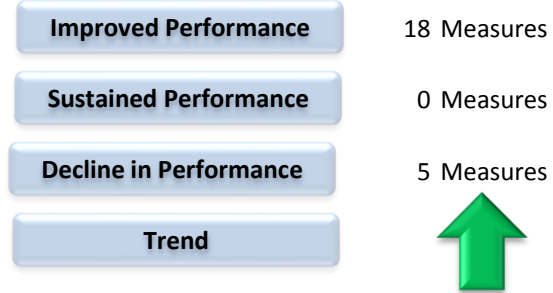 Improved Performance 18 Measures
Sustained Performance 0 Measures
Decline in Performance 5 Measures
Trend